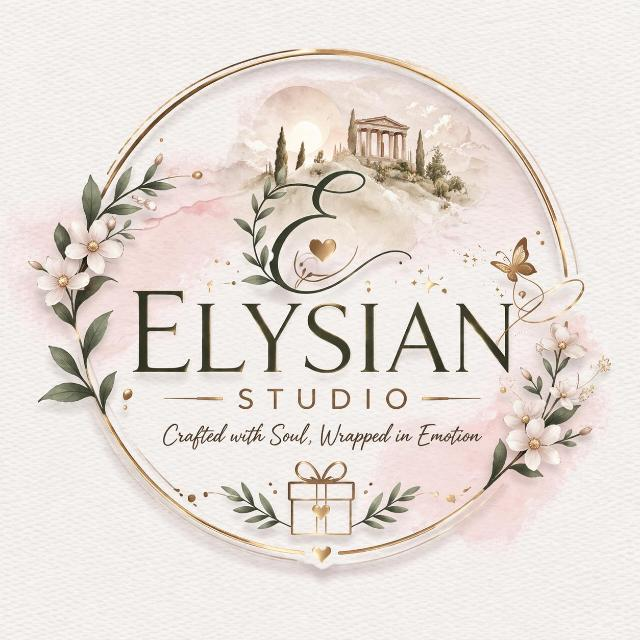 E
ELYSIAN
STUDIO
Crafted with Soul, Wrapped in Emotion